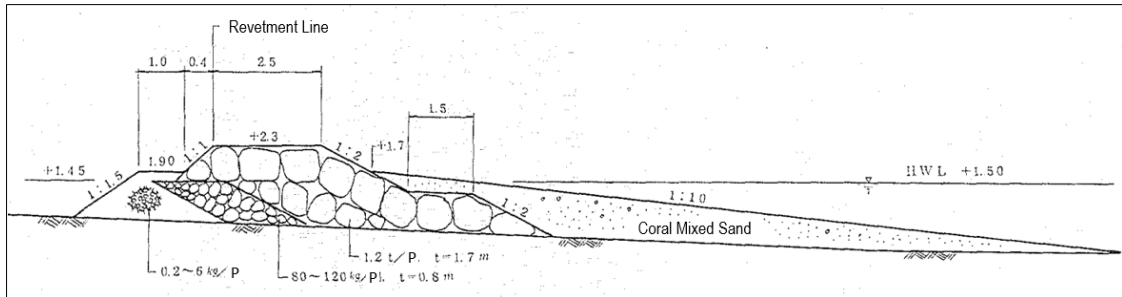 Revetment Line
1.0 0.4 2.5
1.5
1:1 +2.3 1:2 +1.7
+1.45 1:1.5 1.90
HWL +1.50
1:10
1:2
Coral Mixed Sand
0.2~6 kg/P
80~120 kg/P). t=0.8 m
1.2 t/P. t=1.7 m